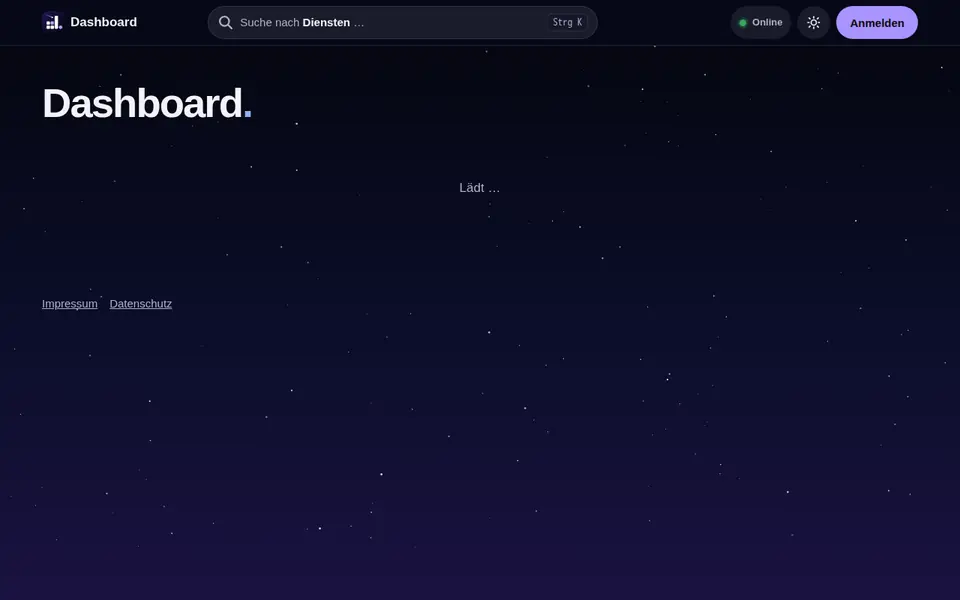 Dashboard
Suche nach Diensten … Strg K
Online
Anmelden
Dashboard.
Lädt …
Impressum Datenschutz